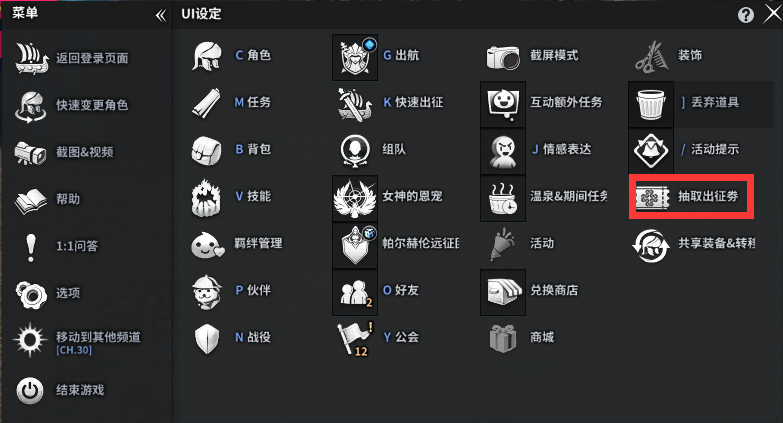 菜单
«
UI设定
?
返回登录页面
快速变更角色
截图&视频
帮助
1:1问答
选项
移动到其他频道
[CH.30]
结束游戏
C 角色
G 出航
截屏模式
装饰
M 任务
K 快速出征
互动额外任务
] 丢弃道具
B 背包
组队
J 情感表达
/ 活动提示
V 技能
女神的恩宠
温泉&期间任务
抽取出征券
羁绊管理
帕尔赫伦远征
活动
共享装备&转移
P 伙伴
O 好友
2
兑换商店
N 战役
Y 公会
!
12
商城